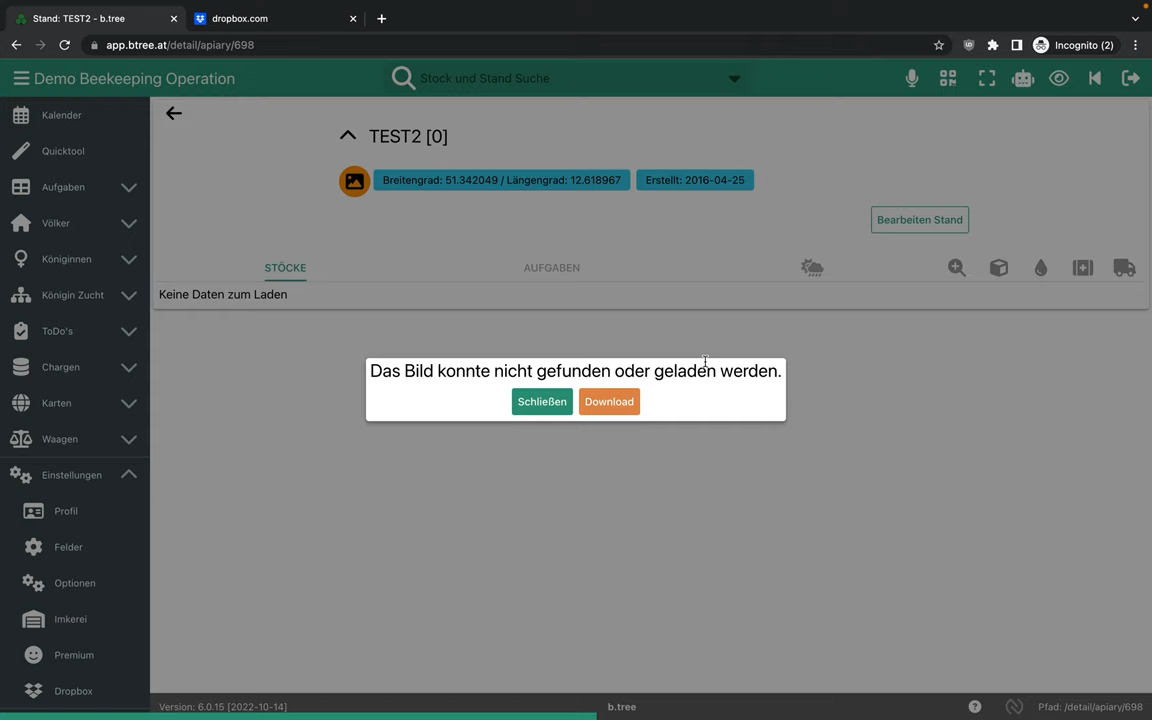 Stand: TEST2 - b.tree
dropbox.com
app.btree.at/detail/apiary/698
Incognito (2)
Demo Beekeeping Operation
Stock und Stand Suche
Kalender
Quicktool
Aufgaben
Völker
Königinnen
Königin Zucht
ToDo's
Chargen
Karten
Waagen
Einstellungen
Profil
Felder
Optionen
Imkerei
Premium
Dropbox
TEST2 [0]
Breitengrad: 51.342049 / Längengrad: 12.618967
Erstellt: 2016-04-25
Bearbeiten Stand
STÖCKE
AUFGABEN
Keine Daten zum Laden
Das Bild konnte nicht gefunden oder geladen werden.
Schließen
Download
Version: 6.0.15 [2022-10-14]
b.tree
Pfad: /detail/apiary/698